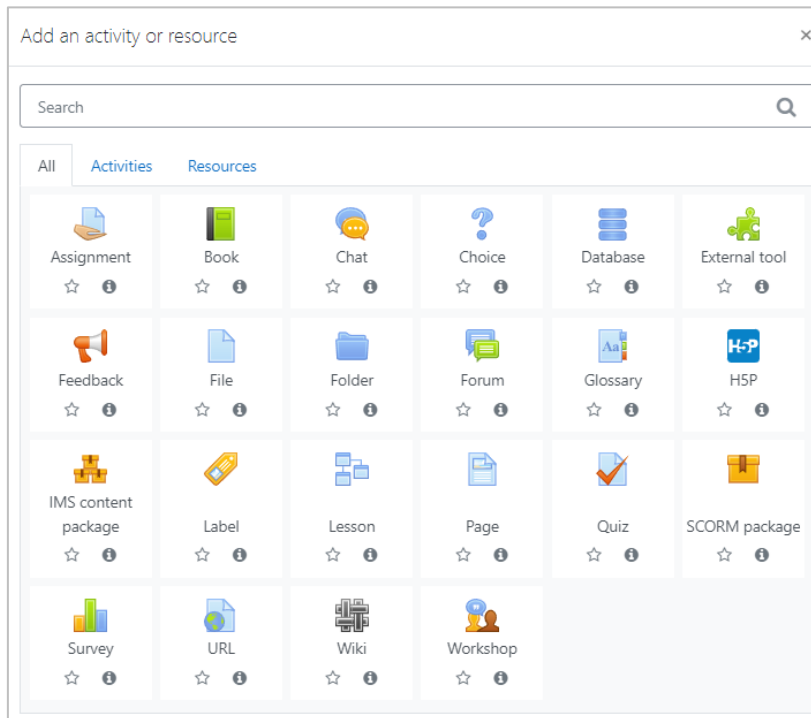 Add an activity or resource ×
Search
All Activities Resources
Assignment Book Chat Choice Database External tool
Aa H5P
Feedback File Folder Forum Glossary H5P
IMS content
package Label Lesson Page Quiz SCORM package
Survey URL Wiki Workshop